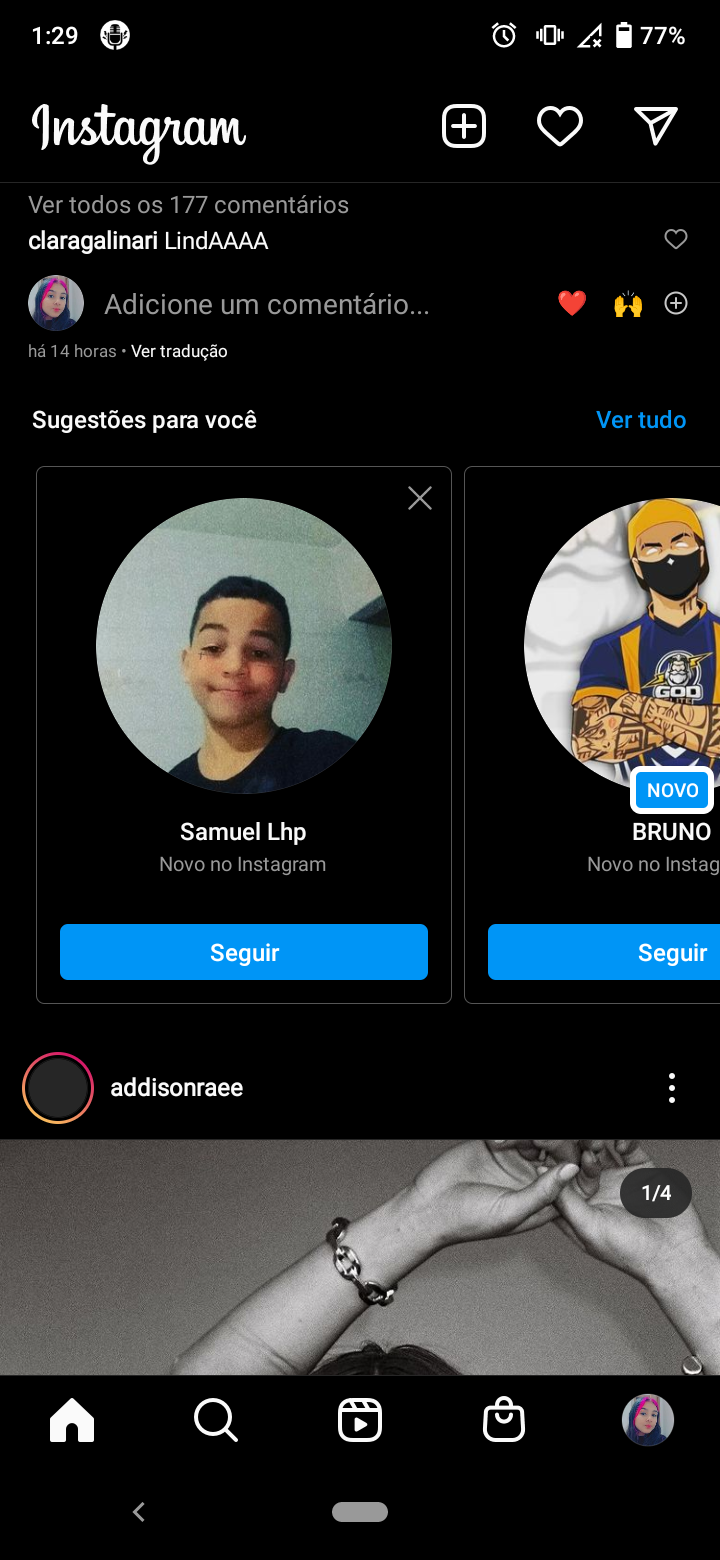 1:29
77%
Instagram
Ver todos os 177 comentários
claragalinari LindAAAA
Adicione um comentário...
há 14 horas • Ver tradução
Sugestões para você
Ver tudo
GOD
ELITE
NOVO
Samuel Lhp
Novo no Instagram
Seguir
BRUNO
Novo no Instag
Seguir
addisonraee
1/4